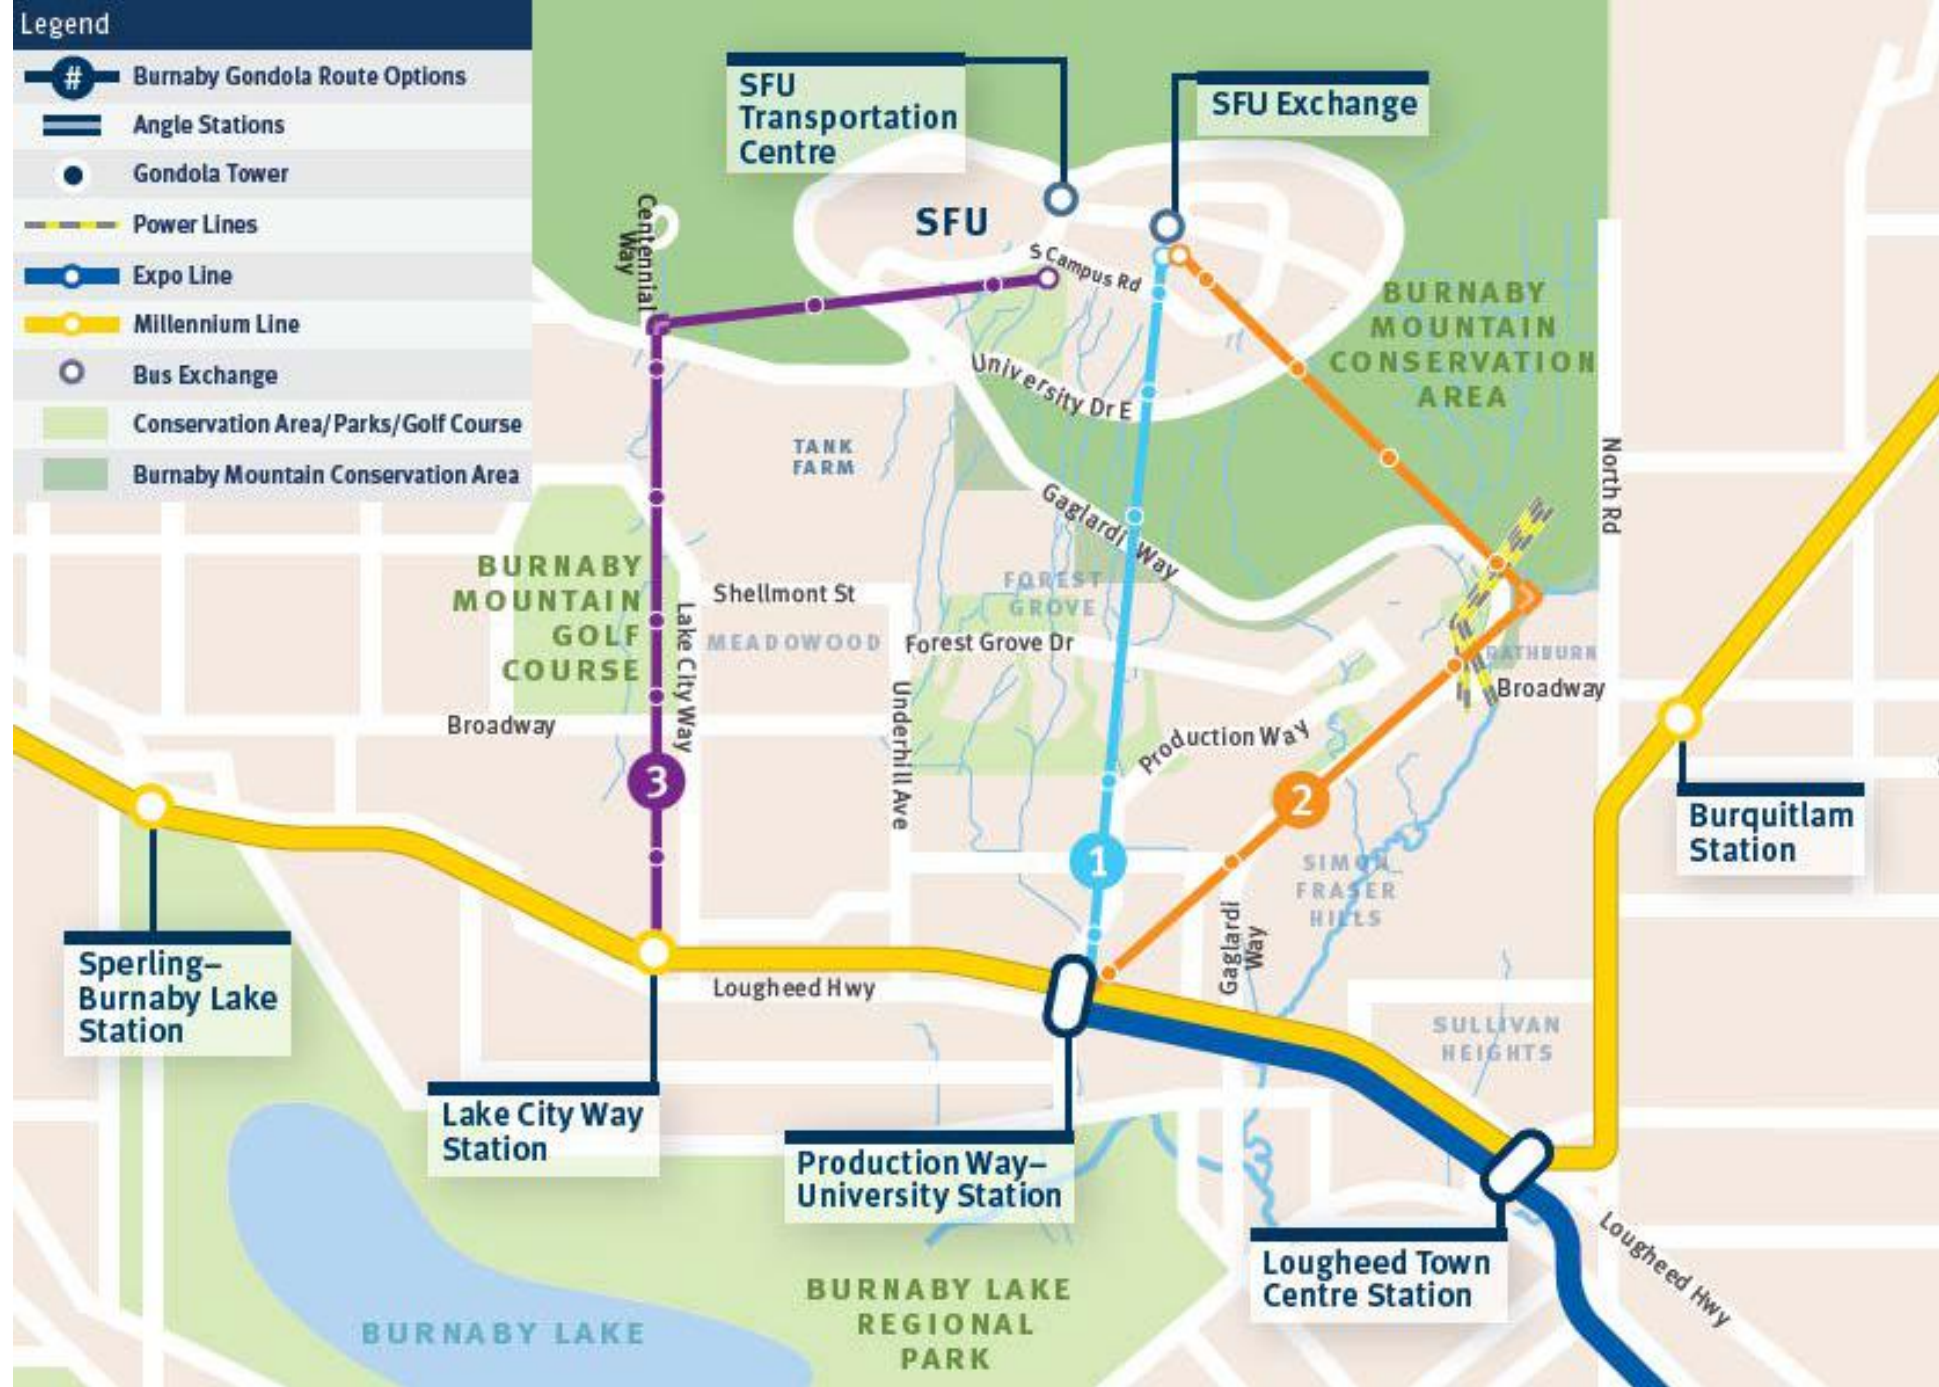 Legend
#
Burnaby Gondola Route Options
Angle Stations
Gondola Tower
Power Lines
Expo Line
Millennium Line
Bus Exchange
Conservation Area/Parks/Golf Course
Burnaby Mountain Conservation Area
SFU
Transportation
Centre
SFU Exchange
SFU
Centennial
Way
S Campus Rd
BURNABY
MOUNTAIN
CONSERVATION
AREA
University Dr E
TANK
FARM
North Rd
Gaglardi Way
BURNABY
MOUNTAIN
GOLF
COURSE
Shellmont St
FOREST
GROVE
MEADOWOOD
Forest Grove Dr
Lake City Way
RATHBURN
Broadway
Broadway
Underhill Ave
Production Way
3
2
1
Burquitlam
Station
SIMON
FRASER
HILLS
Gaglardi
Way
Sperling–
Burnaby Lake
Station
Lougheed Hwy
SULLIVAN
HEIGHTS
Lake City Way
Station
Production Way–
University Station
Lougheed Town
Centre Station
Lougheed Hwy
BURNABY LAKE
REGIONAL
PARK
BURNABY LAKE